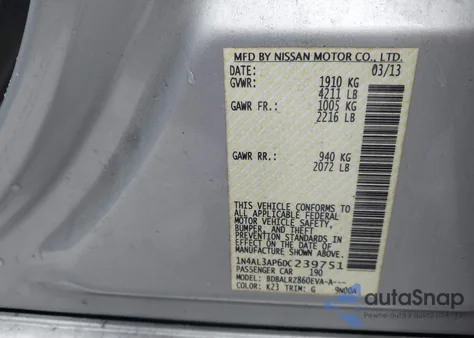 MFD BY NISSAN MOTOR CO., LTD.
DATE: 03/13
GVWR: 1910 KG
4211 LB
GAWR FR.: 1005 KG
2216 LB
GAWR RR.: 940 KG
2072 LB
THIS VEHICLE CONFORMS TO
ALL APPLICABLE FEDERAL
MOTOR VEHICLE SAFETY,
BUMPER, AND THEFT
PREVENTION STANDARDS
IN EFFECT ON THE DATE OF
MANUFACTURE SHOWN ABOVE.
1N4AL3AP6DC239751
PASSENGER CAR 190
MODEL: BDBALRZ860EVA-A---
COLOR: K23 TRIM: G
autoSnap